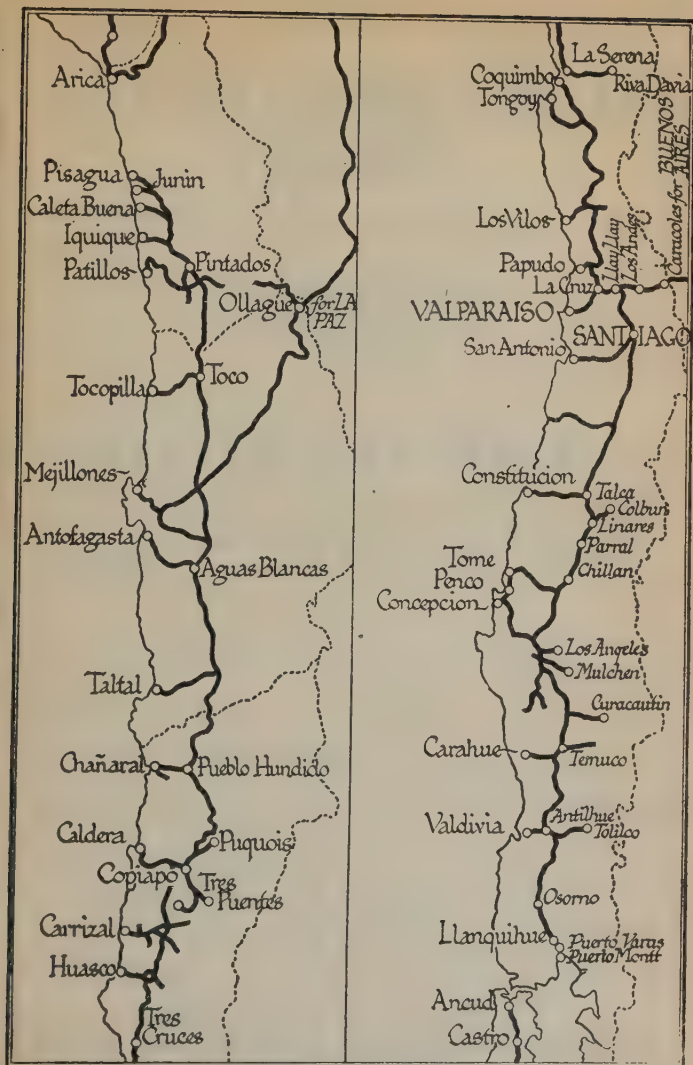 Arica
Pisagua
Junin
Caleta Buena
Iquique
Patillos
Pintados
Ollagüe
for LA
PAZ
Tocopilla
Toco
Mejillones
Antofagasta
Aguas Blancas
Taltal
Chañaral
Pueblo Hundido
Caldera
Puquois
Copiapo
Tres
Puentes
Carrizal
Huasco
Tres
Cruces
La Serena
Coquimbo
Riva Davia
Tongoy
BUENOS
AIRES
Caracoles for
Los Vilos
Llay Llay
Los Andes
Papudo
La Cruz
VALPARAISO
SANTIAGO
San Antonio
Constitucion
Talca
Colbun
Linares
Parral
Tome
Penco
Chillan
Concepcion
Los Angeles
Mulchen
Curacautin
Carahue
Temuco
Antilhue
Valdivia
Tolilco
Osorno
Llanquihue
Puerto Varas
Puerto Montt
Ancud
Castro